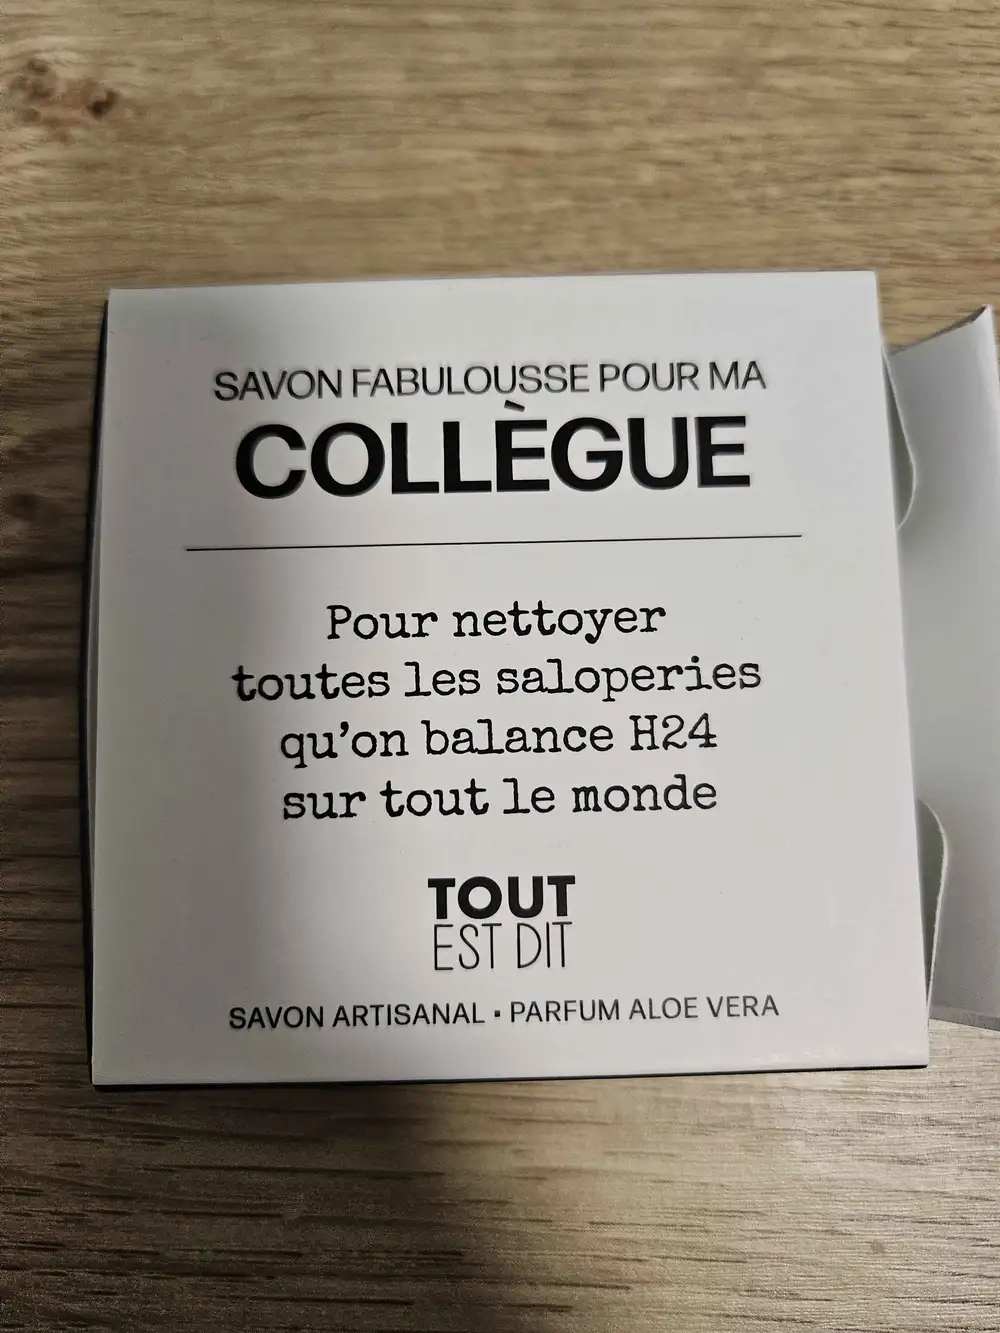 SAVON FABULOUSSE POUR MA
COLLÈGUE
Pour nettoyer
toutes les saloperies
qu'on balance H24
sur tout le monde
TOUT
EST DIT
SAVON ARTISANAL ▪ PARFUM ALOE VERA